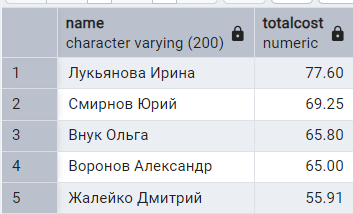 name totalcost
character varying (200) numeric
1 Лукьянова Ирина 77.60
2 Смирнов Юрий 69.25
3 Внук Ольга 65.80
4 Воронов Александр 65.00
5 Жалейко Дмитрий 55.91